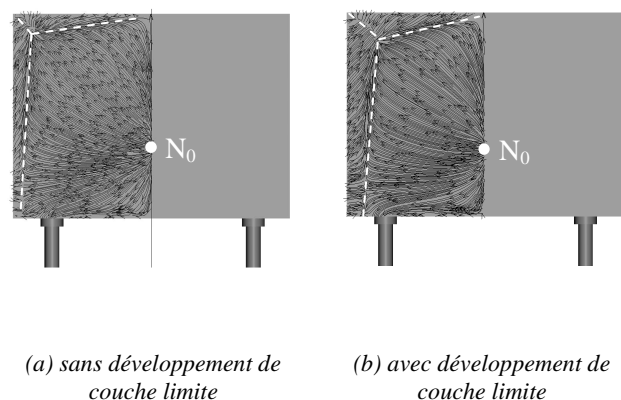 N₀
N₀
(a) sans développement de
couche limite
(b) avec développement de
couche limite